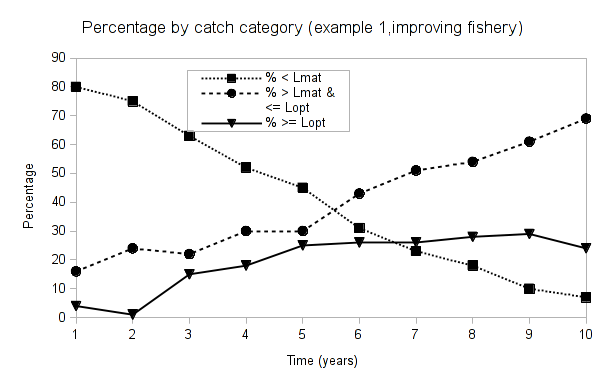 Percentage by catch category (example 1,improving fishery)
90
80
70
60
50
40
30
20
10
0
Percentage
% < Lmat
% > Lmat &
<= Lopt
% >= Lopt
1 2 3 4 5 6 7 8 9 10
Time (years)